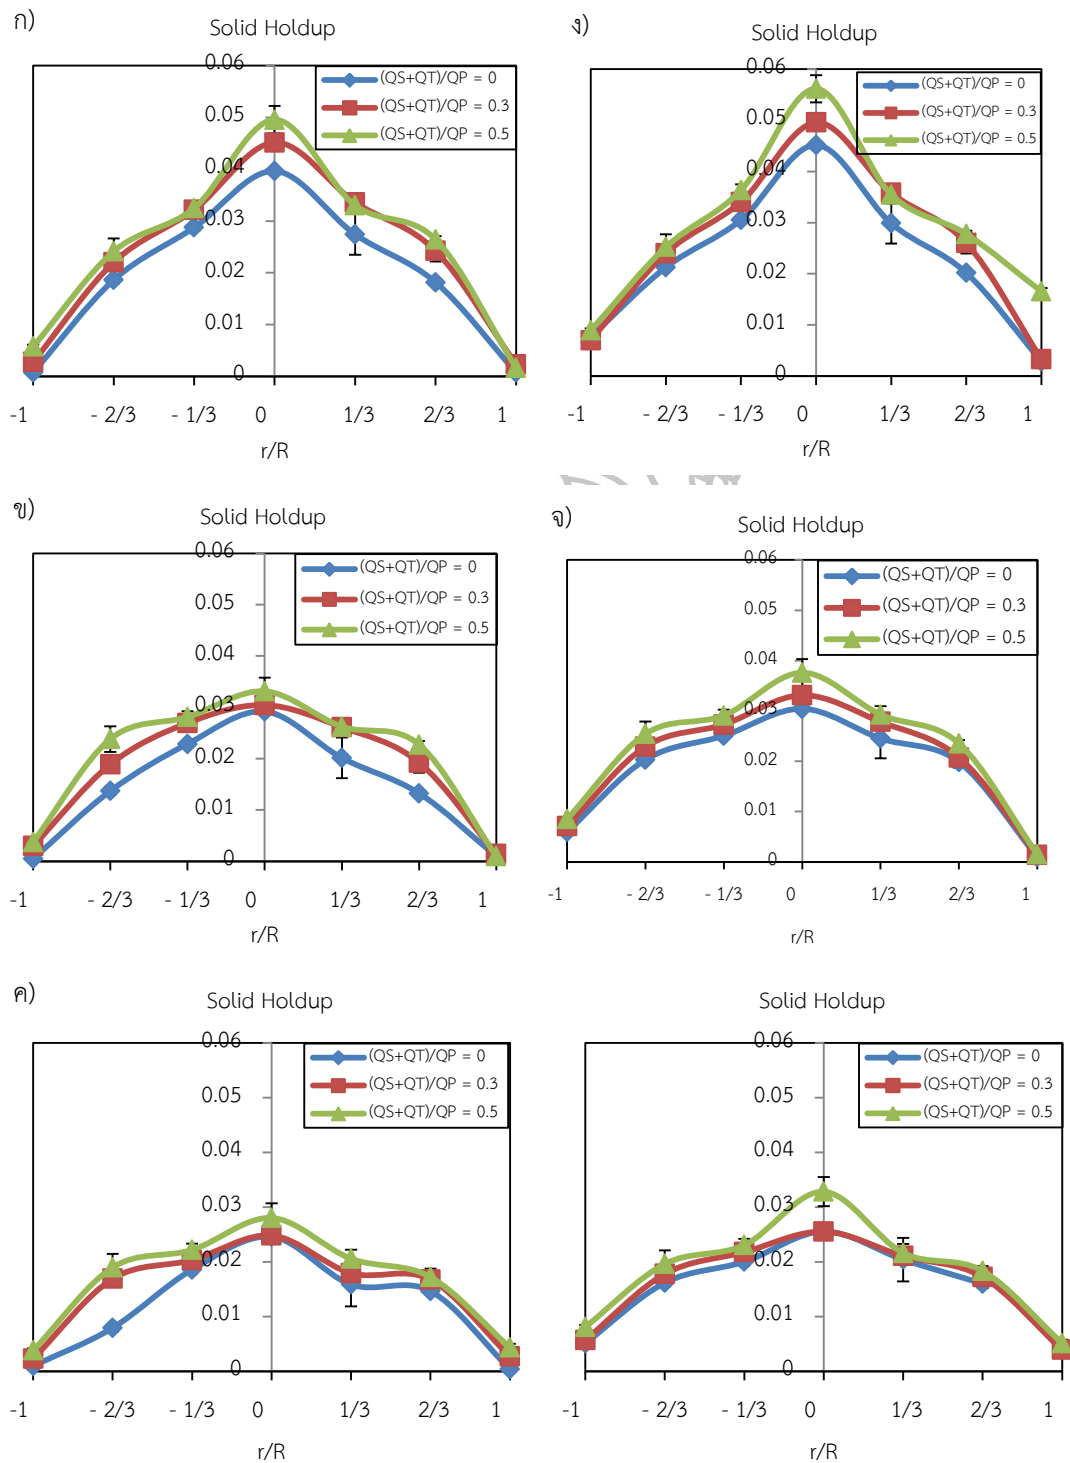 ก)
Solid Holdup
0.06
0.05
0.04
0.03
0.02
0.01
0
(QS+QT)/QP = 0
(QS+QT)/QP = 0.3
(QS+QT)/QP = 0.5
-1 - 2/3 - 1/3 0 1/3 2/3 1
r/R
ง)
Solid Holdup
0.06
0.05
0.04
0.03
0.02
0.01
0
(QS+QT)/QP = 0
(QS+QT)/QP = 0.3
(QS+QT)/QP = 0.5
-1 - 2/3 - 1/3 0 1/3 2/3 1
r/R
ข)
Solid Holdup
0.06
0.05
0.04
0.03
0.02
0.01
0
(QS+QT)/QP = 0
(QS+QT)/QP = 0.3
(QS+QT)/QP = 0.5
-1 - 2/3 - 1/3 0 1/3 2/3 1
r/R
จ)
Solid Holdup
0.06
0.05
0.04
0.03
0.02
0.01
0
(QS+QT)/QP = 0
(QS+QT)/QP = 0.3
(QS+QT)/QP = 0.5
-1 - 2/3 - 1/3 0 1/3 2/3 1
r/R
ค)
Solid Holdup
0.06
0.05
0.04
0.03
0.02
0.01
0
(QS+QT)/QP = 0
(QS+QT)/QP = 0.3
(QS+QT)/QP = 0.5
-1 - 2/3 - 1/3 0 1/3 2/3 1
r/R
Solid Holdup
0.06
0.05
0.04
0.03
0.02
0.01
0
(QS+QT)/QP = 0
(QS+QT)/QP = 0.3
(QS+QT)/QP = 0.5
-1 - 2/3 - 1/3 0 1/3 2/3 1
r/R